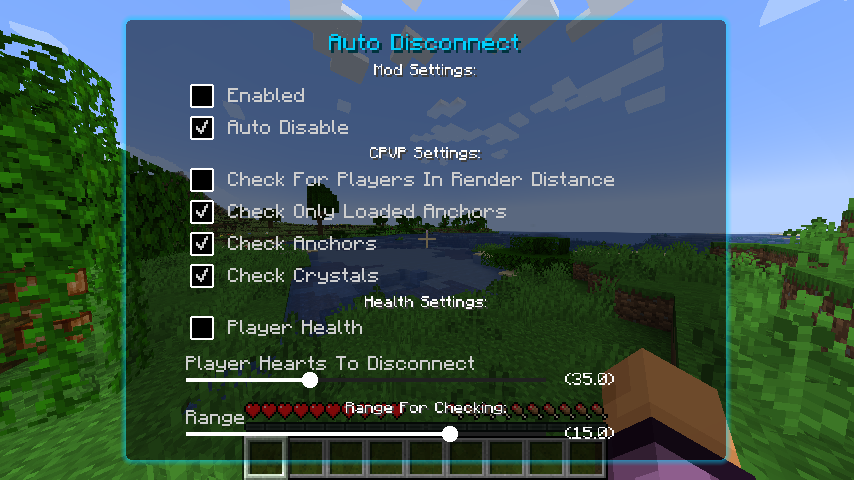 Auto Disconnect
Mod Settings:
Enabled
Auto Disable
CPVP Settings:
Check For Players In Render Distance
Check Only Loaded Anchors
Check Anchors
Check Crystals
Health Settings:
Player Health
Player Hearts To Disconnect
(35.0)
Range For Checking:
Range
(15.0)